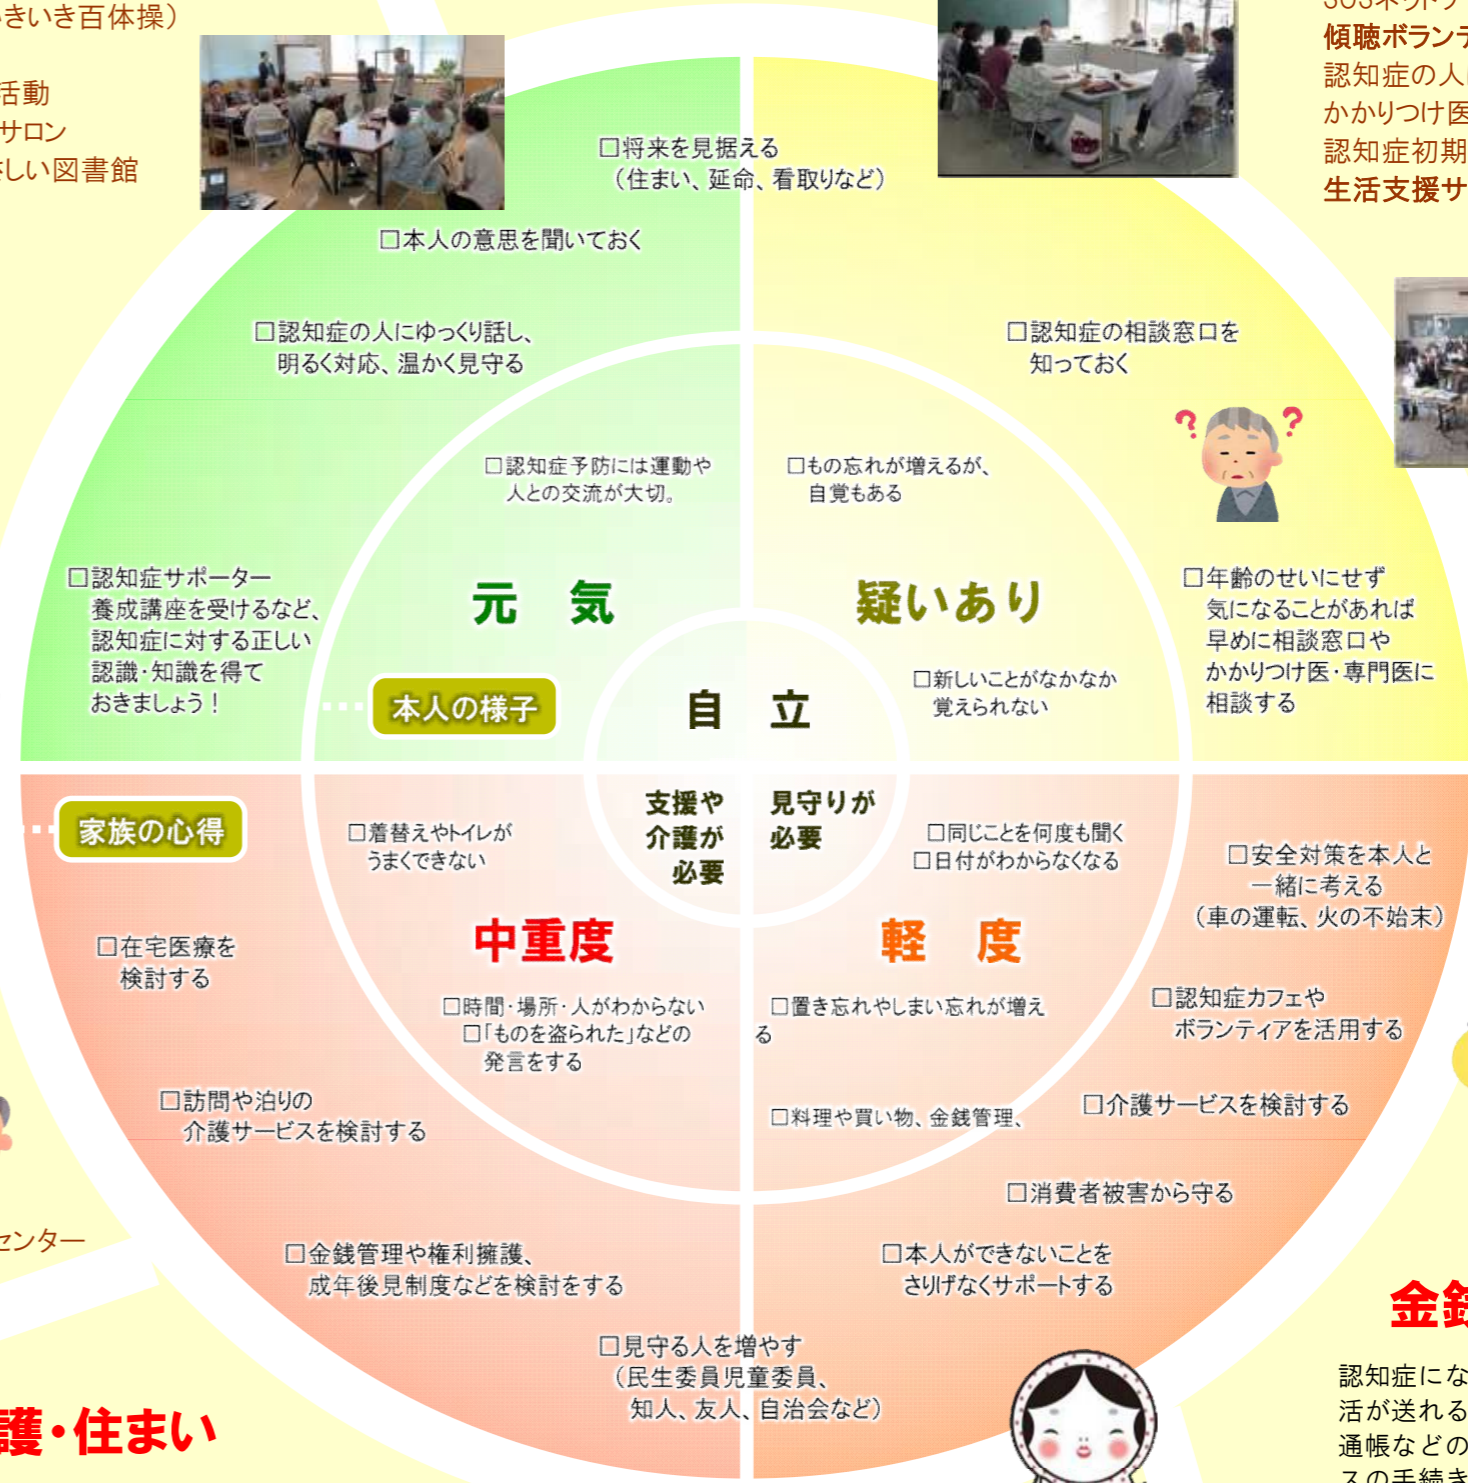 きいき百体操）
活動
サロン
しい図書館
SOSネット
傾聴ボラン
認知症の人
かかりつけ医
認知症初期
生活支援サ
□将来を見据える
（住まい、延命、看取りなど）
□本人の意思を聞いておく
□認知症の人にゆっくり話し、
明るく対応、温かく見守る
□認知症の相談窓口を
知っておく
□認知症予防には運動や
人との交流が大切。
□もの忘れが増えるが、
自覚もある
□認知症サポーター
養成講座を受けるなど、
認知症に対する正しい
認識・知識を得て
おきましょう！
元 気
疑いあり
□年齢のせいにせず
気になることがあれば
早めに相談窓口や
かかりつけ医・専門医に
相談する
□新しいことがなかなか
覚えられない
本人の様子
自 立
家族の心得
□着替えやトイレが
うまくできない
支援や
介護が
必要
見守りが
必要
□同じことを何度も聞く
□日付がわからなくなる
□安全対策を本人と
一緒に考える
（車の運転、火の不始末）
中重度
軽 度
□在宅医療を
検討する
□時間・場所・人がわからない
□「ものを盗られた」などの
発言をする
□置き忘れやしまい忘れが増え
る
□認知症カフェや
ボランティアを活用する
□訪問や泊りの
介護サービスを検討する
□料理や買い物、金銭管理、
□介護サービスを検討する
□消費者被害から守る
センター
□金銭管理や権利擁護、
成年後見制度などを検討をする
□本人ができないことを
さりげなくサポートする
□見守る人を増やす
（民生委員児童委員、
知人、友人、自治会など）
護・住まい
金
認知症にな
活が送れる
通帳などの
スの手続き